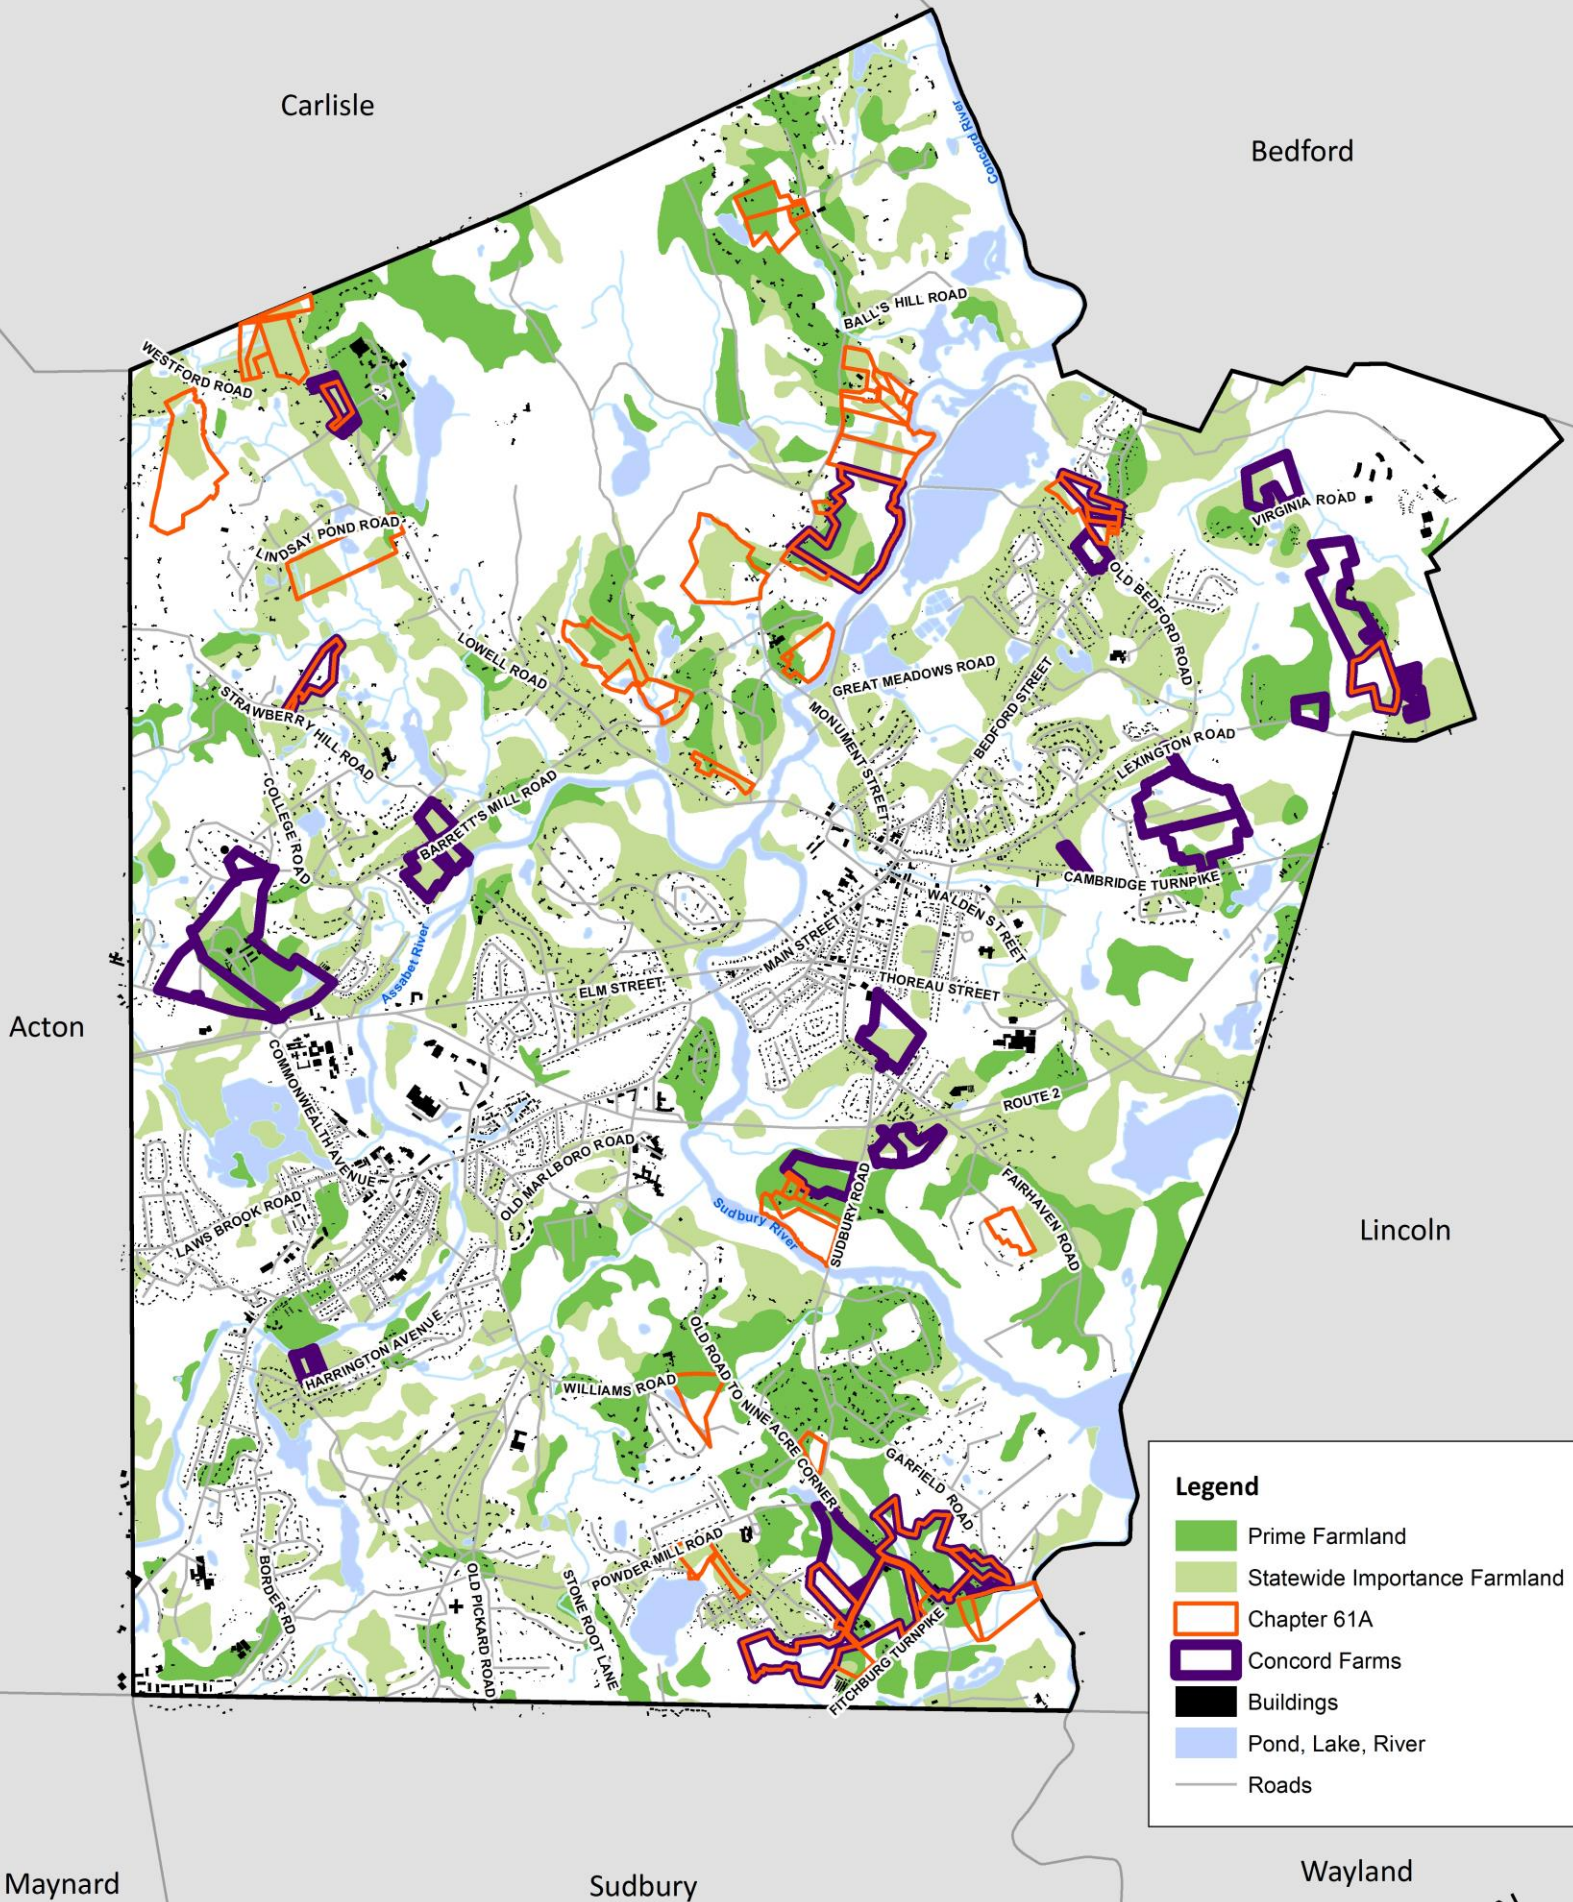 Carlisle
Bedford
Concord River
BALL'S HILL ROAD
WESTFORD ROAD
VIRGINIA ROAD
LINDSAY POND ROAD
OLD BEDFORD ROAD
LOWELL ROAD
GREAT MEADOWS ROAD
STRAWBERRY HILL ROAD
MONUMENT STREET
BEDFORD STREET
LEXINGTON ROAD
COLLEGE ROAD
BARRETT'S MILL ROAD
CAMBRIDGE TURNPIKE
WALDEN STREET
MAIN STREET
Assabet River
ELM STREET
THOREAU STREET
Acton
COMMONWEALTH AVENUE
ROUTE 2
OLD MARLBORO ROAD
LAWS BROOK ROAD
Sudbury River
SUDBURY ROAD
FAIRHAVEN ROAD
Lincoln
HARRINGTON AVENUE
OLD ROAD TO NINE ACRE CORNER
WILLIAMS ROAD
GARFIELD ROAD
POWDER MILL ROAD
BORDER RD
OLD PICKARD ROAD
STONE ROOT LANE
FITCHBURG TURNPIKE
Legend
Prime Farmland
Statewide Importance Farmland
Chapter 61A
Concord Farms
Buildings
Pond, Lake, River
Roads
Maynard
Sudbury
Wayland